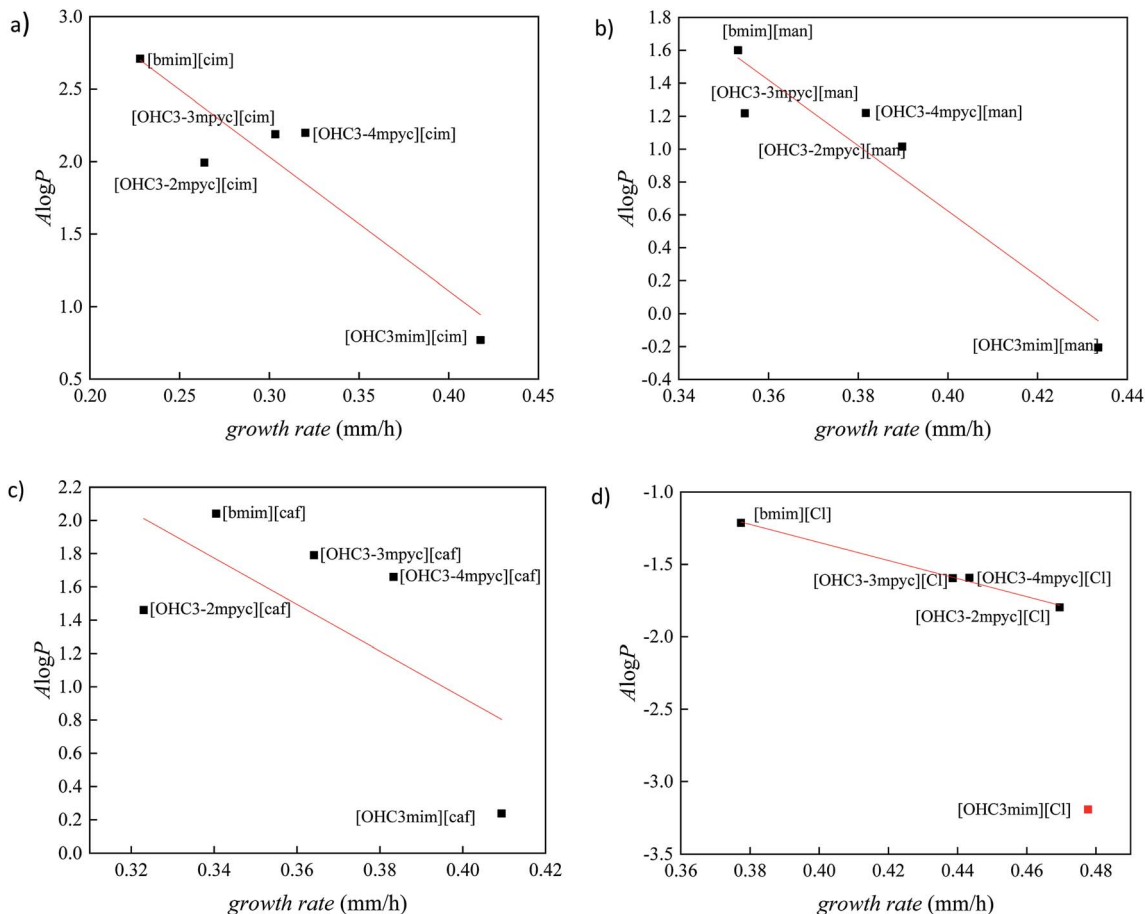 a)
3.0
2.5
2.0
1.5
1.0
0.5
AlogP
[bmim][cim]
[OHC3-3mpyc][cim]
[OHC3-4mpyc][cim]
[OHC3-2mpyc][cim]
[OHC3mim][cim]
0.20 0.25 0.30 0.35 0.40 0.45
growth rate (mm/h)
b)
1.8
1.6
1.4
1.2
1.0
0.8
0.6
0.4
0.2
0.0
-0.2
-0.4
AlogP
[bmim][man]
[OHC3-3mpyc][man]
[OHC3-4mpyc][man]
[OHC3-2mpyc][man]
[OHC3mim][man]
0.34 0.36 0.38 0.40 0.42 0.44
growth rate (mm/h)
c)
2.2
2.0
1.8
1.6
1.4
1.2
1.0
0.8
0.6
0.4
0.2
0.0
AlogP
[bmim][caf]
[OHC3-3mpyc][caf]
[OHC3-4mpyc][caf]
[OHC3-2mpyc][caf]
[OHC3mim][caf]
0.32 0.34 0.36 0.38 0.40 0.42
growth rate (mm/h)
d)
-1.0
-1.5
-2.0
-2.5
-3.0
-3.5
AlogP
[bmim][Cl]
[OHC3-3mpyc][Cl]
[OHC3-4mpyc][Cl]
[OHC3-2mpyc][Cl]
[OHC3mim][Cl]
0.36 0.38 0.40 0.42 0.44 0.46 0.48
growth rate (mm/h)